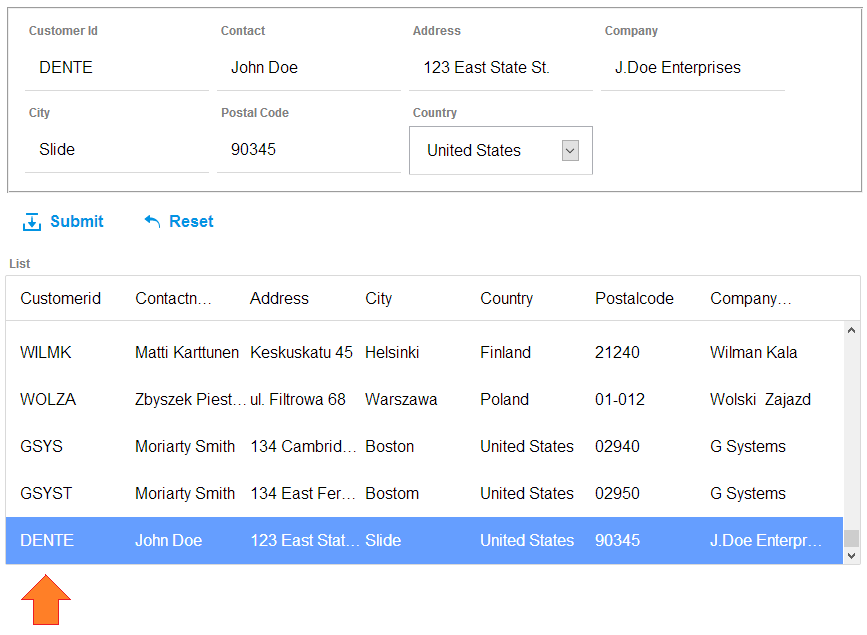 Customer Id Contact Address Company
DENTE John Doe 123 East State St. J.Doe Enterprises
City Postal Code Country
Slide 90345 United States
Submit Reset
List
Customerid Contactn... Address City Country Postalcode Company...
WILMK Matti Karttunen Keskuskatu 45 Helsinki Finland 21240 Wilman Kala
WOLZA Zbyszek Piest... ul. Filtrowa 68 Warszawa Poland 01-012 Wolski  Zajazd
GSYS Moriarty Smith 134 Cambrid... Boston United States 02940 G Systems
GSYST Moriarty Smith 134 East Fer... Bostom United States 02950 G Systems
DENTE John Doe 123 East Stat... Slide United States 90345 J.Doe Enterpr...